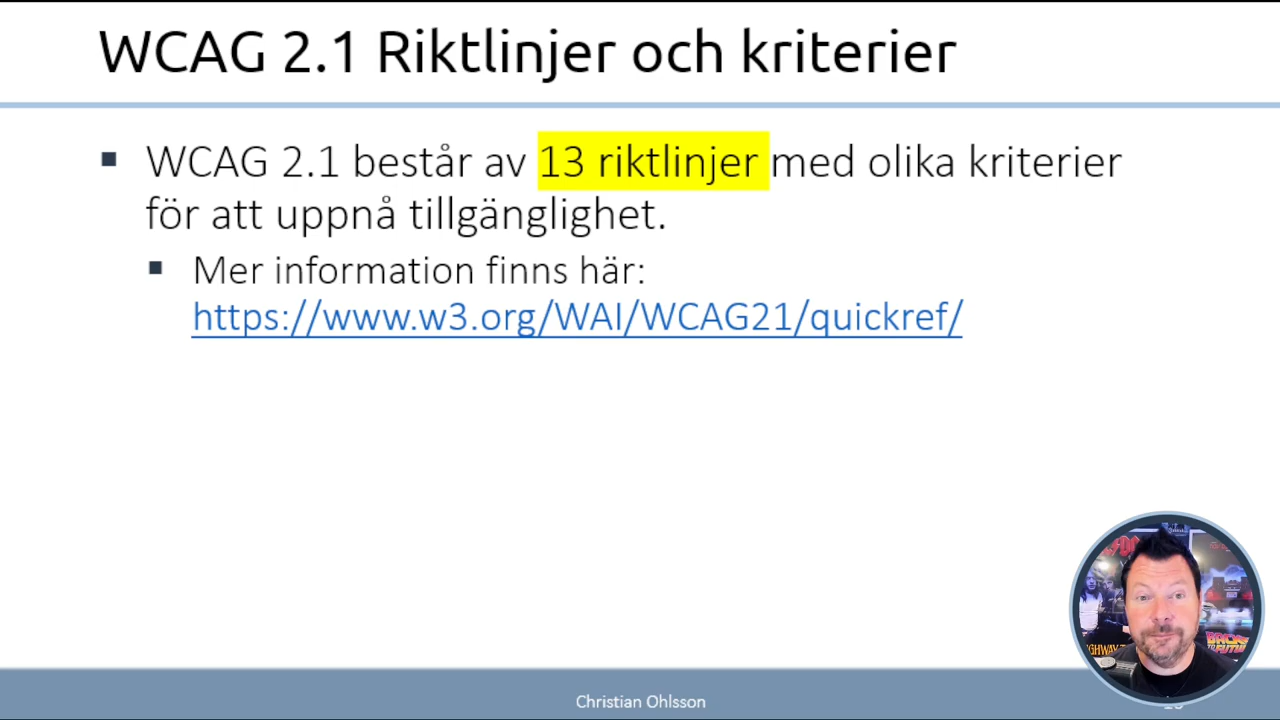 WCAG 2.1 Riktlinjer och kriterier
WCAG 2.1 består av 13 riktlinjer med olika kriterier
för att uppnå tillgänglighet.
Mer information finns här:
https://www.w3.org/WAI/WCAG21/quickref/
Christian Ohlsson